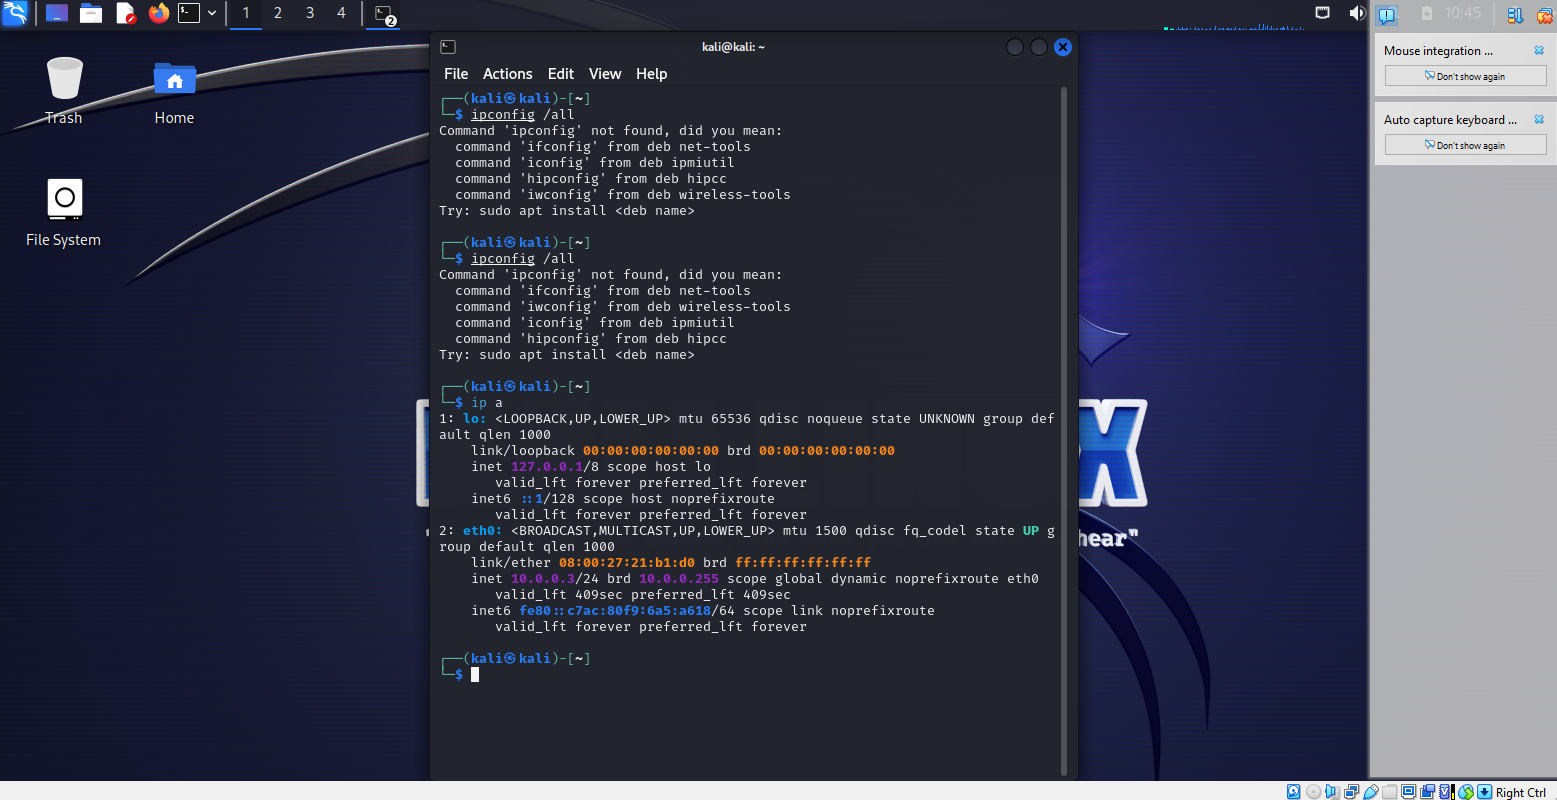 1 2 3 4 2
10:45
kali@kali: ~
File Actions Edit View Help
Mouse integration ...
Don't show again
Auto capture keyboard ...
Don't show again
Trash
Home
File System
┌──(kali㉿kali)-[~]
└─$ ipconfig /all
Command 'ipconfig' not found, did you mean:
command 'ifconfig' from deb net-tools
command 'iconfig' from deb ipmiutil
command 'hipconfig' from deb hipcc
command 'iwconfig' from deb wireless-tools
Try: sudo apt install <deb name>
┌──(kali㉿kali)-[~]
└─$ ipconfig /all
Command 'ipconfig' not found, did you mean:
command 'ifconfig' from deb net-tools
command 'iwconfig' from deb wireless-tools
command 'iconfig' from deb ipmiutil
command 'hipconfig' from deb hipcc
Try: sudo apt install <deb name>
┌──(kali㉿kali)-[~]
└─$ ip a
1: lo: <LOOPBACK,UP,LOWER_UP> mtu 65536 qdisc noqueue state UNKNOWN group def
ault qlen 1000
link/loopback 00:00:00:00:00:00 brd 00:00:00:00:00:00
inet 127.0.0.1/8 scope host lo
valid_lft forever preferred_lft forever
inet6 ::1/128 scope host noprefixroute
valid_lft forever preferred_lft forever
2: eth0: <BROADCAST,MULTICAST,UP,LOWER_UP> mtu 1500 qdisc fq_codel state UP g
roup default qlen 1000
link/ether 08:00:27:21:b1:d0 brd ff:ff:ff:ff:ff:ff
inet 10.0.0.3/24 brd 10.0.0.255 scope global dynamic noprefixroute eth0
valid_lft 409sec preferred_lft 409sec
inet6 fe80::c7ac:80f9:6a5:a618/64 scope link noprefixroute
valid_lft forever preferred_lft forever
┌──(kali㉿kali)-[~]
└─$
X
hear"
Right Ctrl